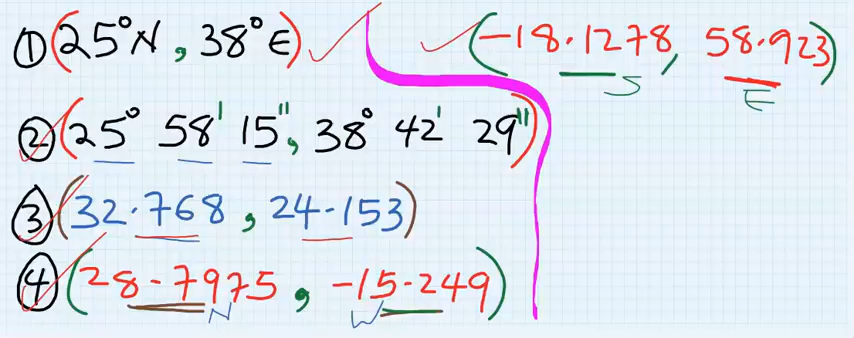 ① (25°N, 38°E)
② (25° 58' 15", 38° 42' 29")
③ (32.768, 24.153)
④ (28.7975, -15.249)
N W
(-18.1278, 58.923)
S E